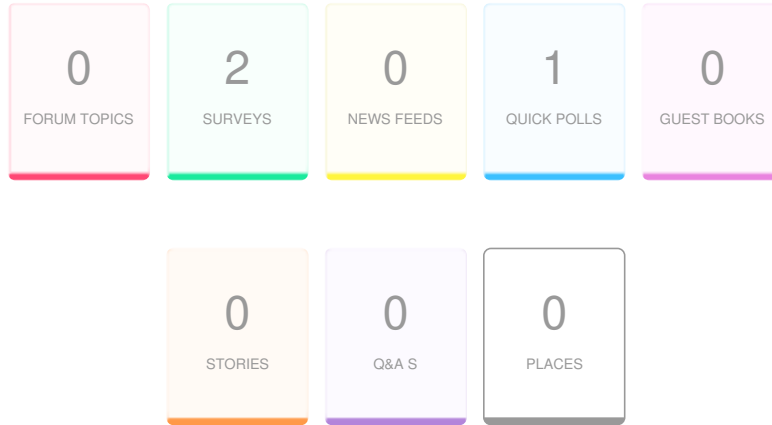 0 2 0 1 0
FORUM TOPICS SURVEYS NEWS FEEDS QUICK POLLS GUEST BOOKS
0 0 0
STORIES Q&A S PLACES